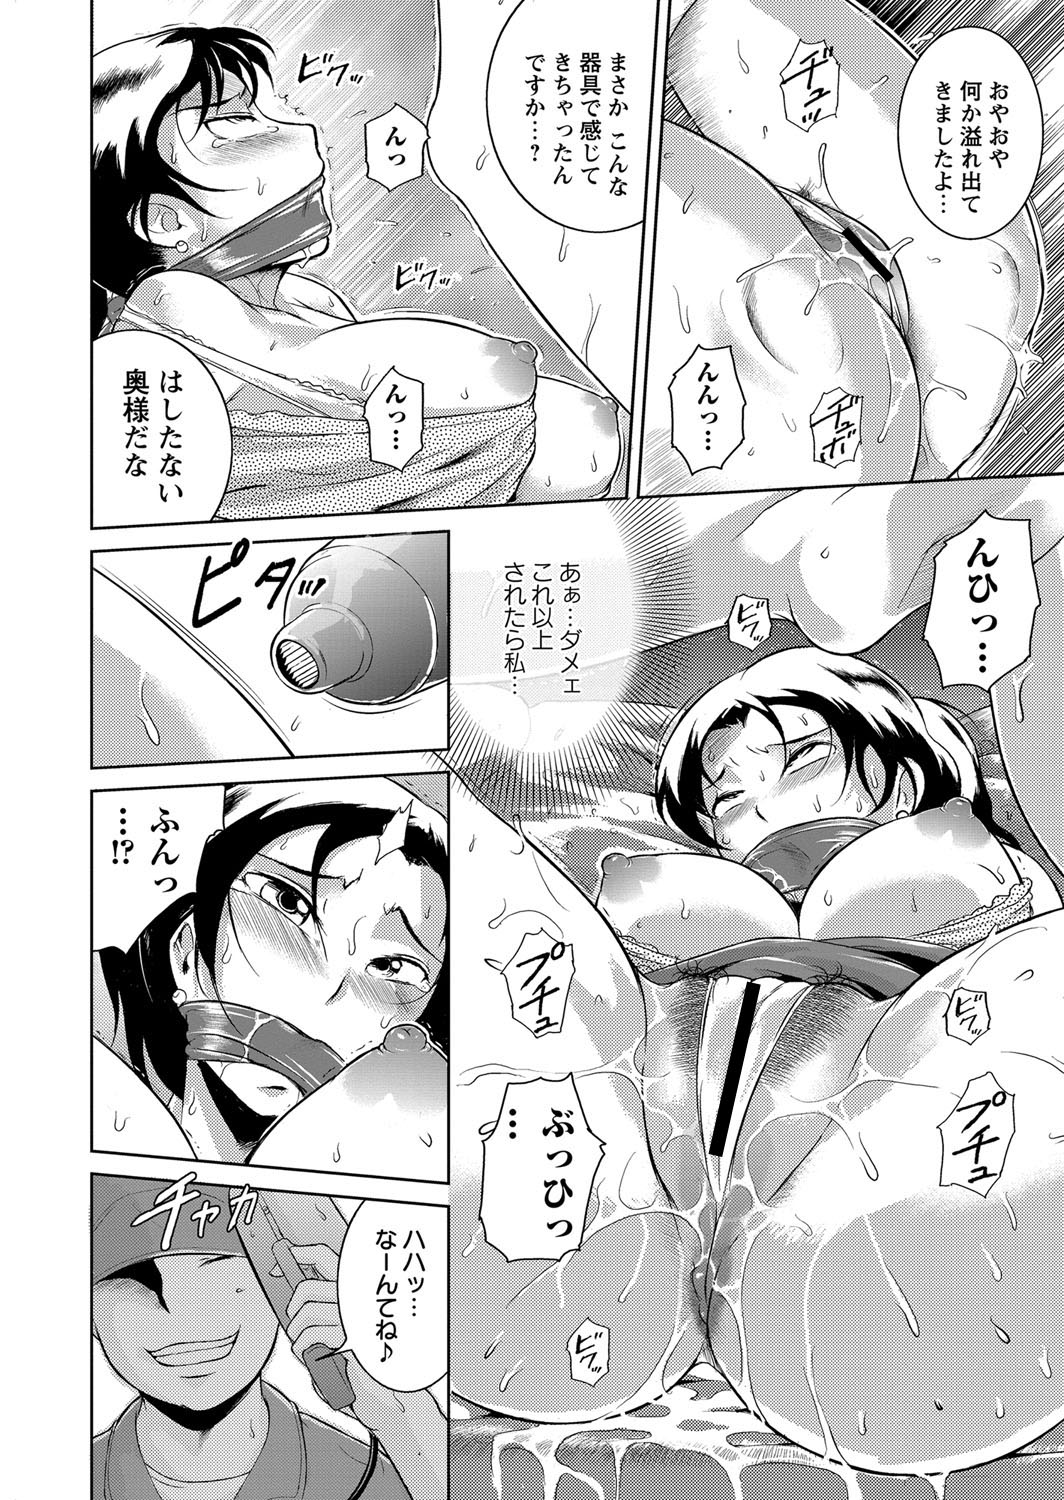 おやおや
何か溢れ出て
きましたよ…
ヂュッ
ヂュボ
んんっ…
まさか こんな
器具で感じて
きちゃったん
ですか…?
ビクッ
んっ
ビクッ
んっ…
はしたない
奥様だな
んひっ…
ビクッ
あぁ…ダメェ
これ以上
されたら私…
プチュ
ビクッ
プチュ
ぶっひっ
…
ビクッ
ピタッ
ふんっ
…!?
チャカ
ハハッ…
なーんてね♪